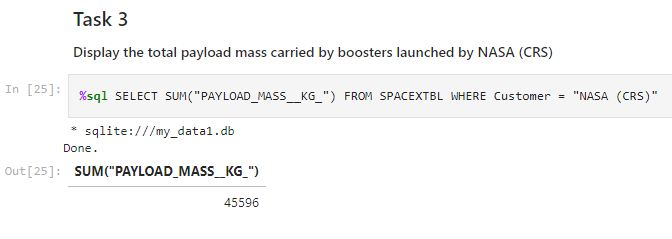 Task 3
Display the total payload mass carried by boosters launched by NASA (CRS)
In [25]: %sql SELECT SUM("PAYLOAD_MASS__KG_") FROM SPACEXTBL WHERE Customer = "NASA (CRS)"
* sqlite:///my_data1.db
Done.
Out[25]: SUM("PAYLOAD_MASS__KG_")
45596